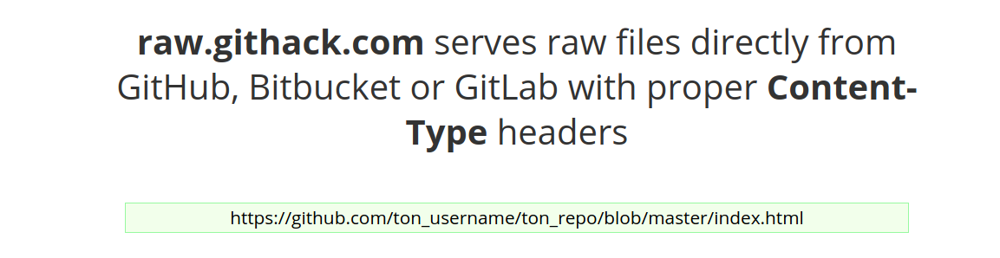 raw.githack.com serves raw files directly from
GitHub, Bitbucket or GitLab with proper Content-
Type headers
https://github.com/ton_username/ton_repo/blob/master/index.html